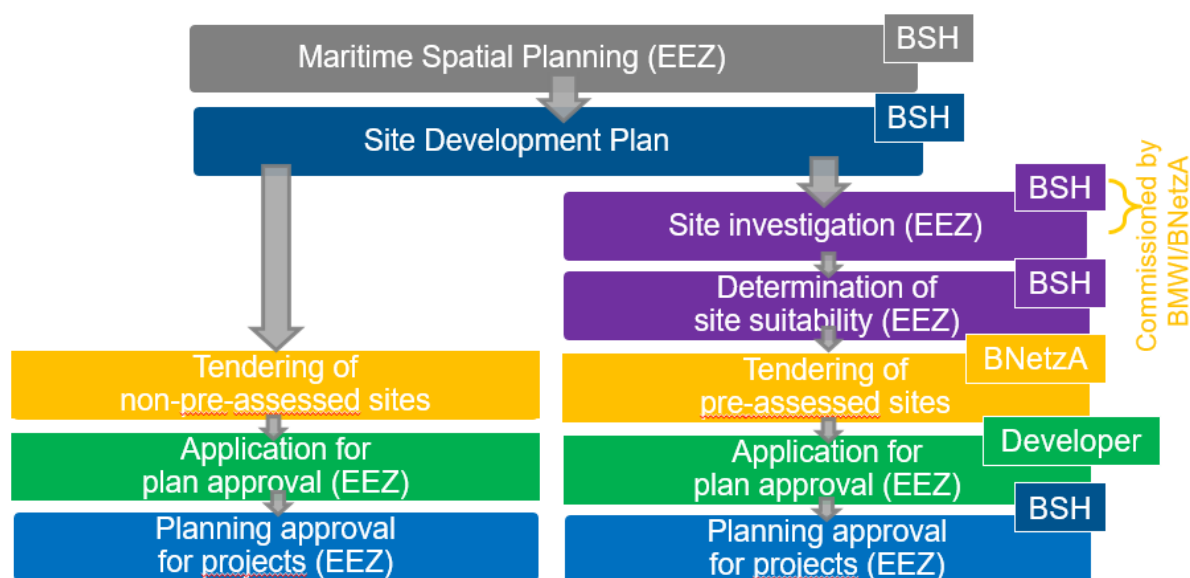 BSH
Maritime Spatial Planning (EEZ)
BSH
Site Development Plan
BSH
Site investigation (EEZ)
Commissioned by
BMWI/BNetzA
BSH
Determination of
site suitability (EEZ)
Tendering of
non-pre-assessed sites
BNetzA
Tendering of
pre-assessed sites
Application for
plan approval (EEZ)
Developer
Application for
plan approval (EEZ)
Planning approval
for projects (EEZ)
BSH
Planning approval
for projects (EEZ)